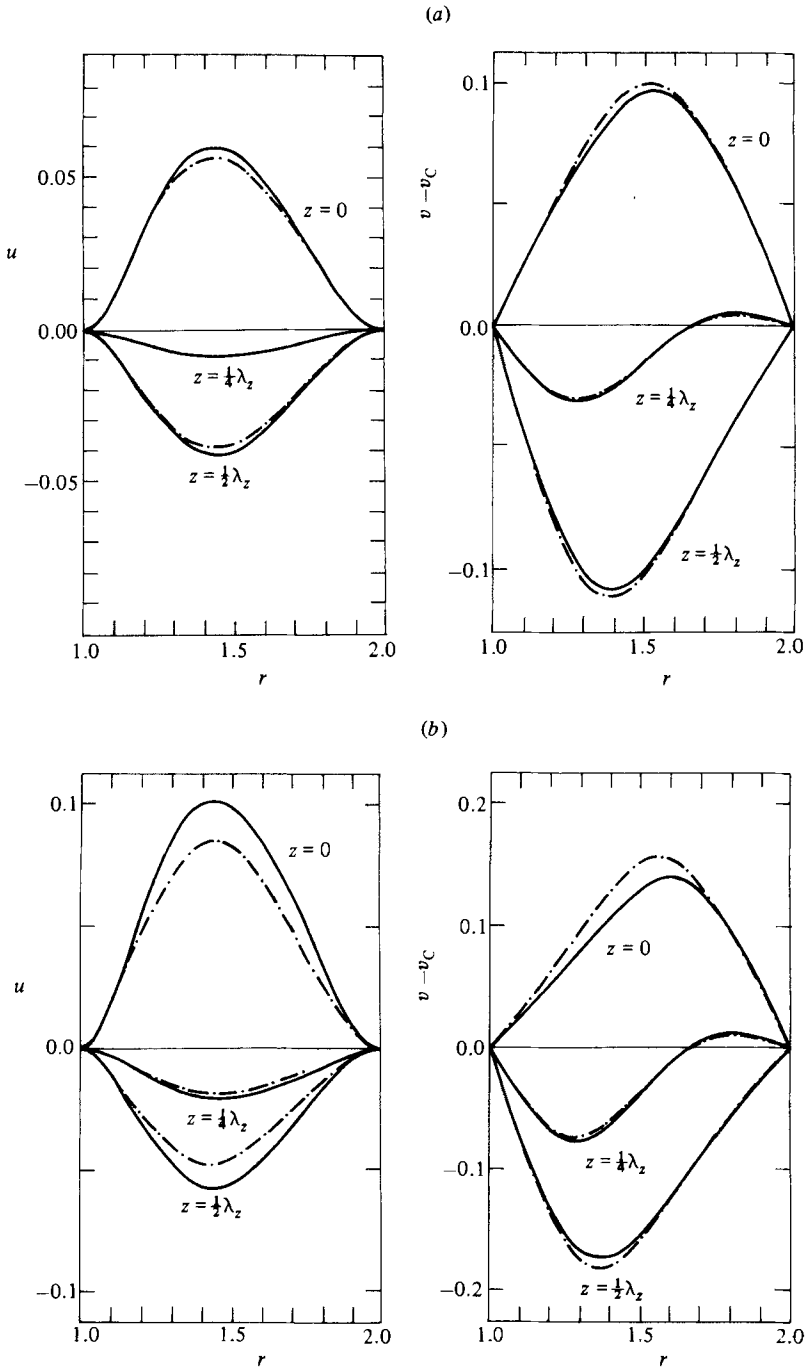 (a)
0.05
0.00
−0.05
u
z = 0
z = ¼λz
z = ½λz
1.0 1.5 2.0
r
0.1
0.0
−0.1
v − vC
z = 0
z = ¼λz
z = ½λz
1.0 1.5 2.0
r
(b)
0.1
0.0
−0.1
u
z = 0
z = ¼λz
z = ½λz
1.0 1.5 2.0
r
0.2
0.1
0.0
−0.1
−0.2
v − vC
z = 0
z = ¼λz
z = ½λz
1.0 1.5 2.0
r